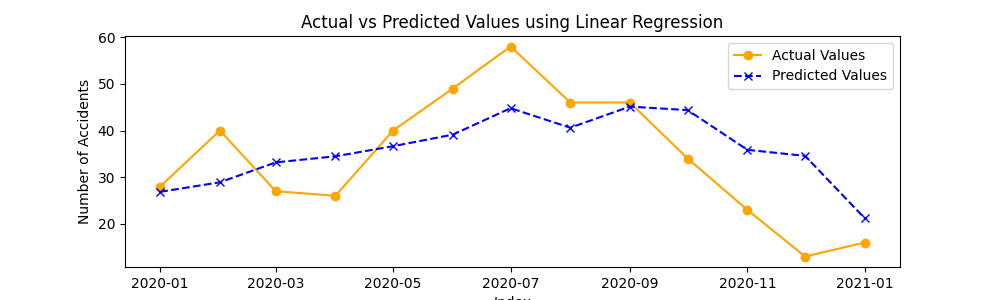 Actual vs Predicted Values using Linear Regression
Actual Values
Predicted Values
Number of Accidents
60
50
40
30
20
2020-01
2020-03
2020-05
2020-07
2020-09
2020-11
2021-01
Index